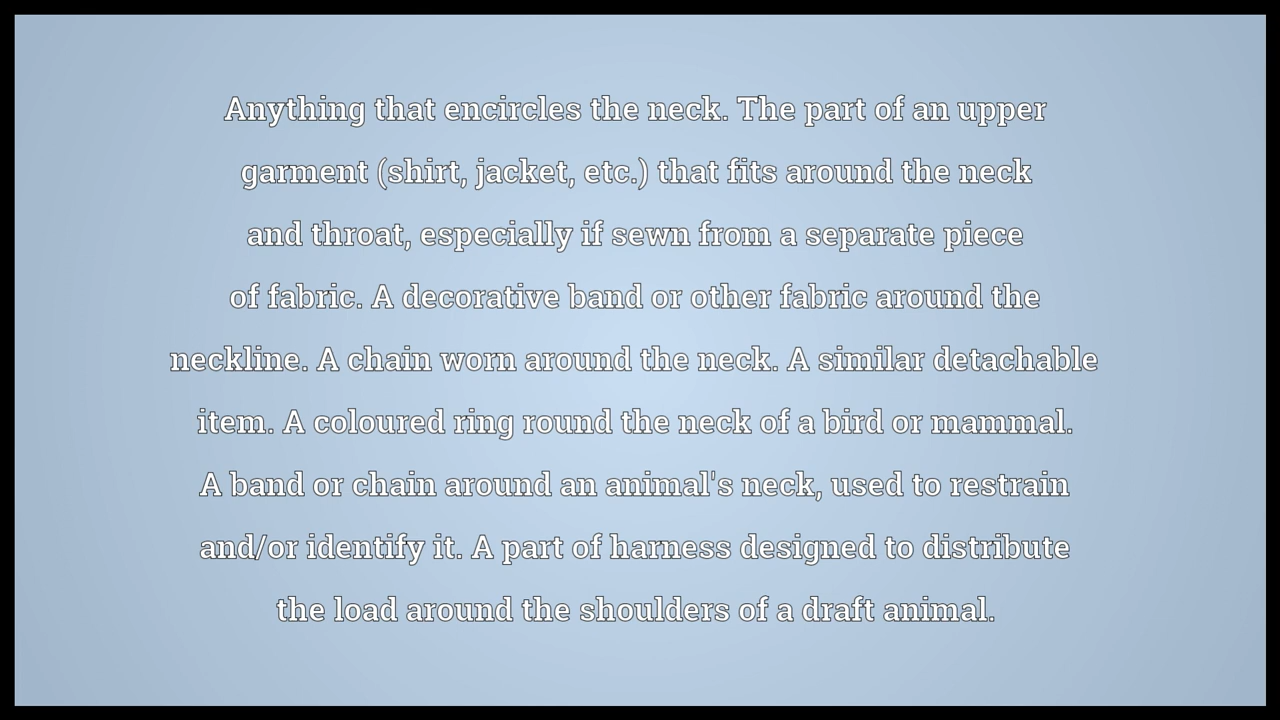 Anything that encircles the neck. The part of an upper
garment (shirt, jacket, etc.) that fits around the neck
and throat, especially if sewn from a separate piece
of fabric. A decorative band or other fabric around the
neckline. A chain worn around the neck. A similar detachable
item. A coloured ring round the neck of a bird or mammal.
A band or chain around an animal's neck, used to restrain
and/or identify it. A part of harness designed to distribute
the load around the shoulders of a draft animal.